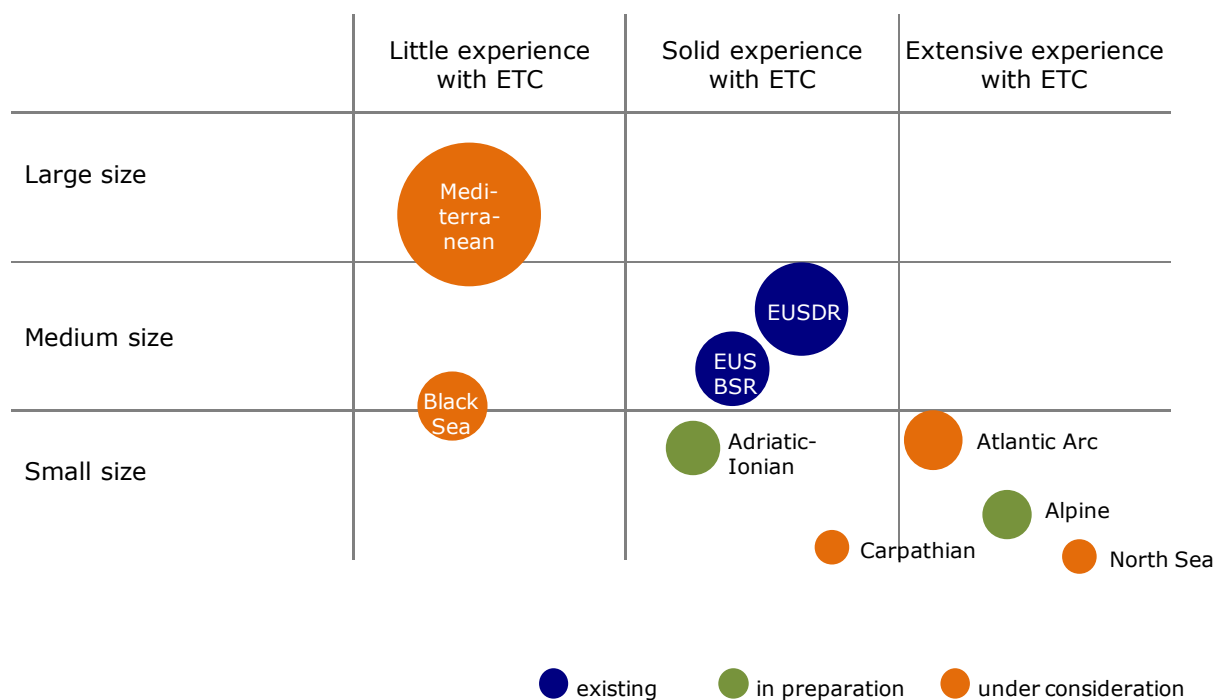 Little experience
with ETC
Solid experience
with ETC
Extensive experience
with ETC
Large size
Medi-
terra-
nean
Medium size
EUSDR
EUS
BSR
Black
Sea
Small size
Adriatic-
Ionian
Atlantic Arc
Alpine
Carpathian
North Sea
existing
in preparation
under consideration